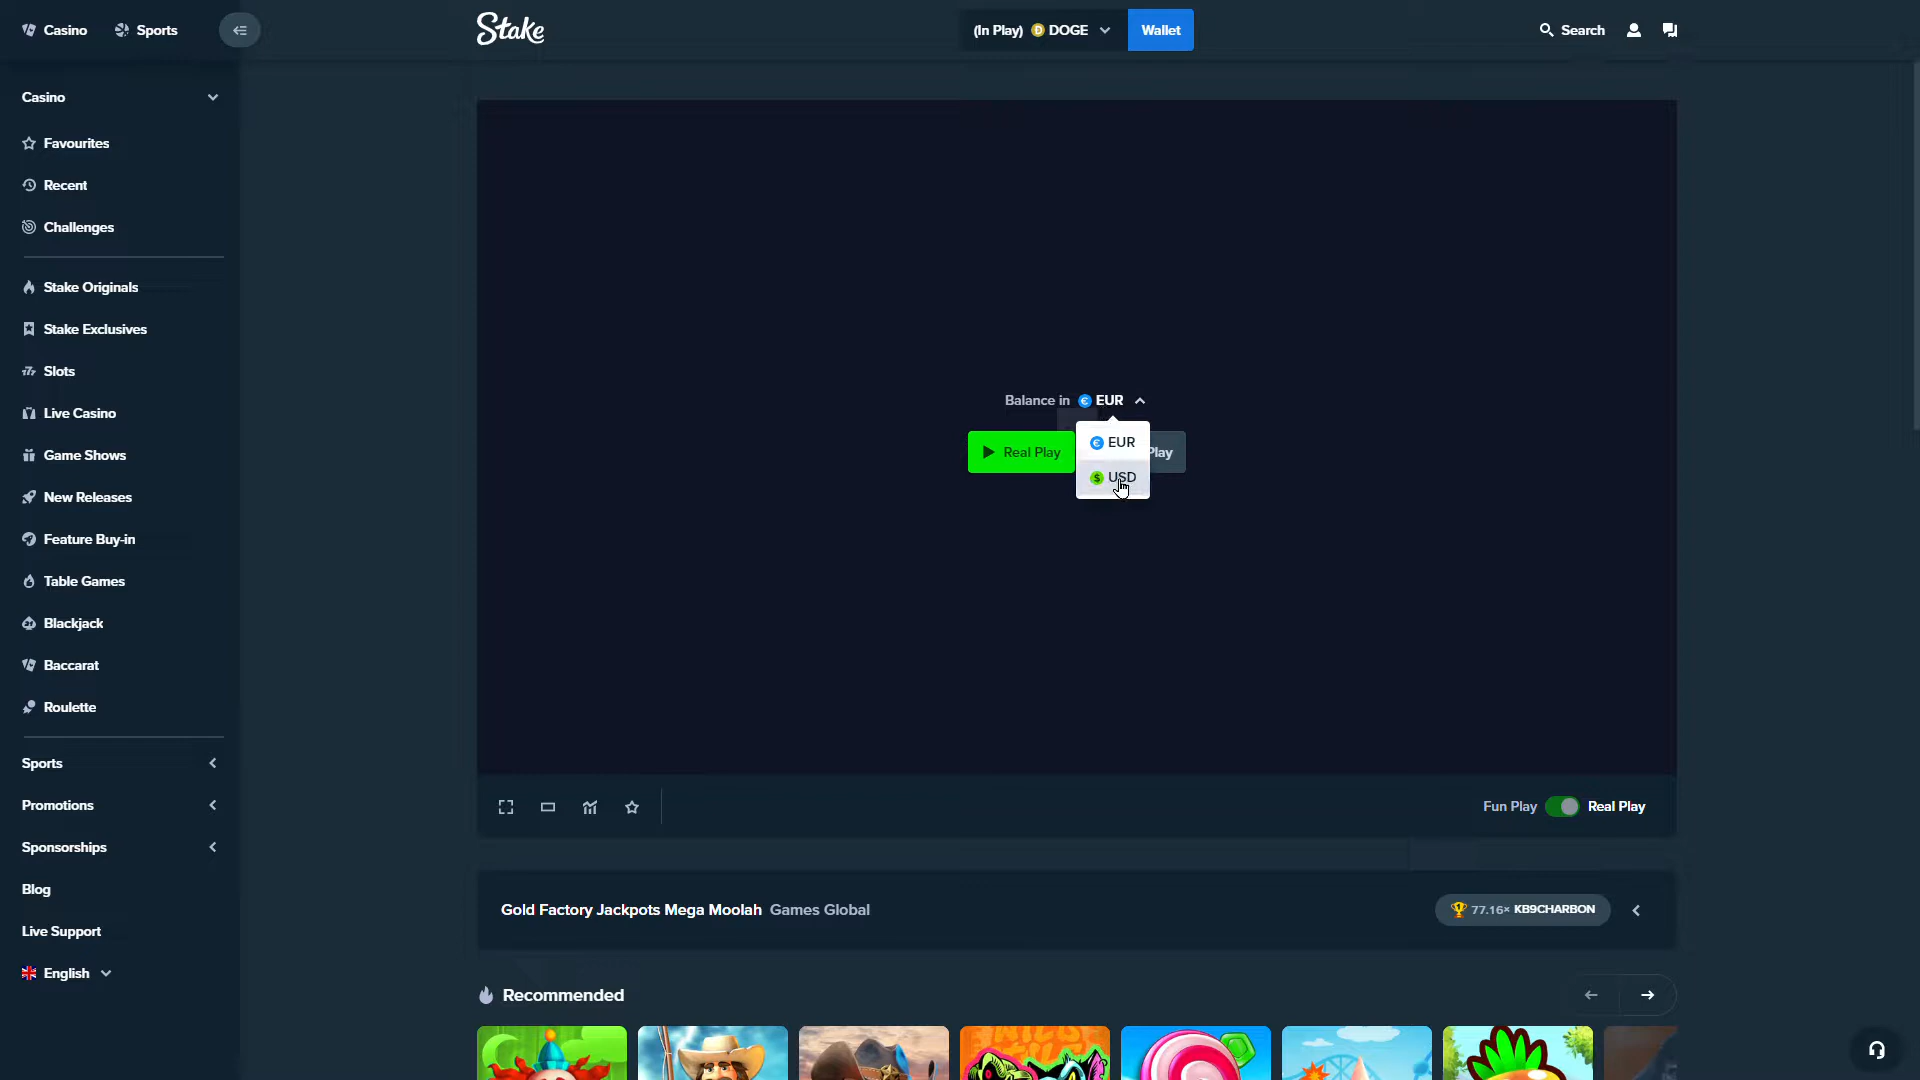 Casino
Sports
Stake
(In Play) DOGE
Wallet
Search
Casino
Favourites
Recent
Challenges
Stake Originals
Stake Exclusives
Slots
Live Casino
Game Shows
New Releases
Feature Buy-in
Table Games
Blackjack
Baccarat
Roulette
Sports
Promotions
Sponsorships
Blog
Live Support
English
Balance in EUR
Real Play
Play
EUR
USD
Fun Play
Real Play
Gold Factory Jackpots Mega Moolah Games Global
77.16× KB9CHARBON
Recommended